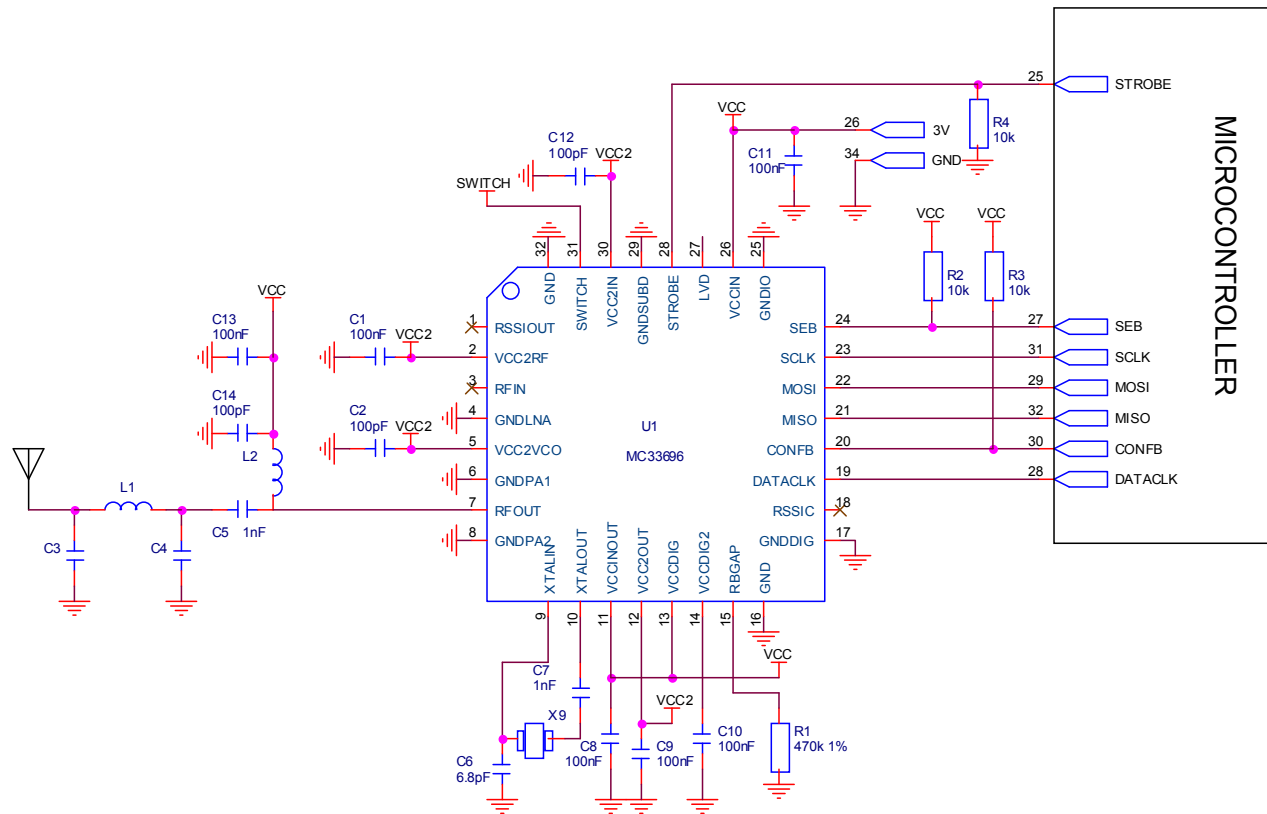 25
STROBE
MICROCONTROLLER
VCC
26
3V
R4
10k
C12
100pF
VCC2
C11
100nF
34
GND
SWITCH
VCC
VCC
32
31
30
29
28
27
26
25
GND
SWITCH
VCC2IN
GNDSUBD
STROBE
LVD
VCCIN
GNDIO
R2
10k
R3
10k
VCC
C13
100nF
C1
100nF
VCC2
1
RSSIOUT
SEB
24
27
SEB
2
VCC2RF
SCLK
23
31
SCLK
3
RFIN
MOSI
22
29
MOSI
C14
100pF
C2
100pF
VCC2
4
GNDLNA
U1
MISO
21
32
MISO
5
VCC2VCO
MC33696
CONFB
20
30
CONFB
L2
6
GNDPA1
DATACLK
19
28
DATACLK
L1
7
RFOUT
RSSIC
18
C5
1nF
8
GNDPA2
GNDDIG
17
C3
C4
XTALIN
XTALOUT
VCCINOUT
VCC2OUT
VCCDIG
VCCDIG2
RBGAP
GND
9
10
11
12
13
14
15
16
VCC
C7
1nF
VCC2
X9
C6
6.8pF
C8
100nF
C9
100nF
C10
100nF
R1
470k 1%